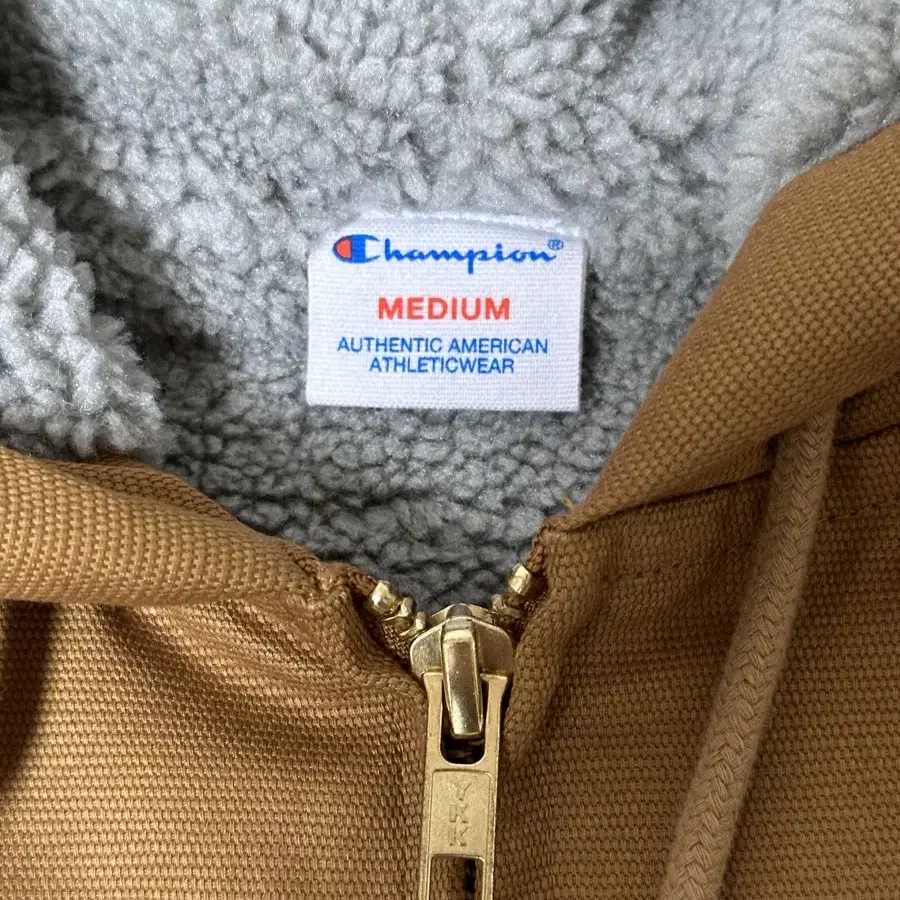 Champion®
MEDIUM
AUTHENTIC AMERICAN
ATHLETICWEAR
YKK